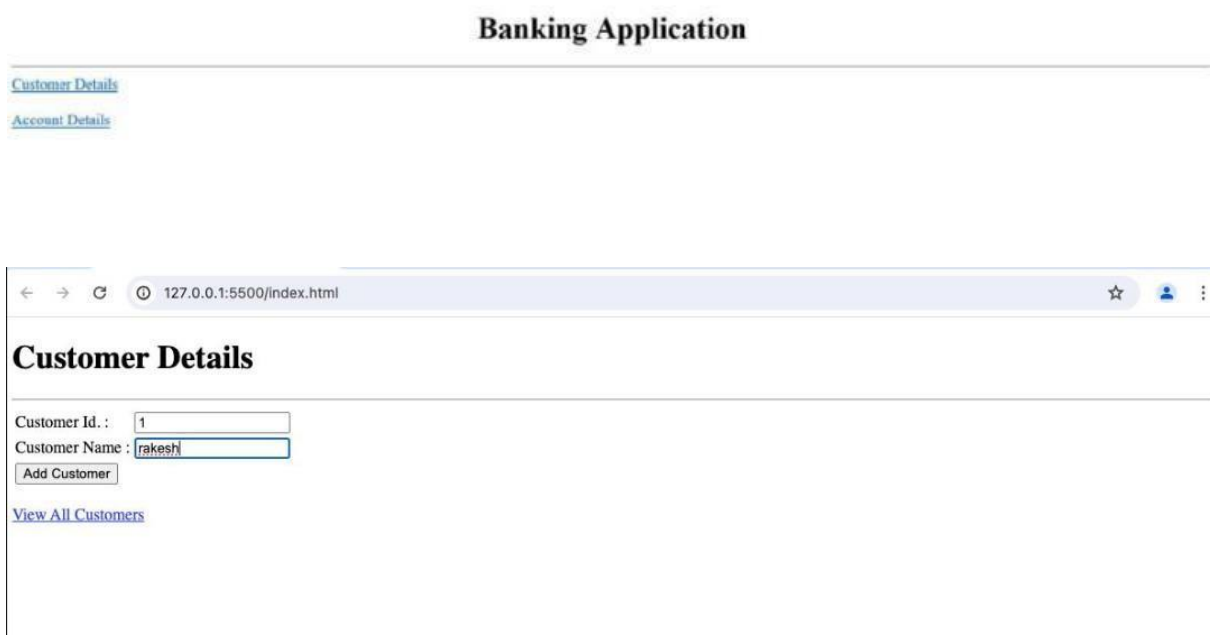 Banking Application
Customer Details
Account Details
127.0.0.1:5500/index.html
Customer Details
Customer Id. : 1
Customer Name : rakesh
Add Customer
View All Customers